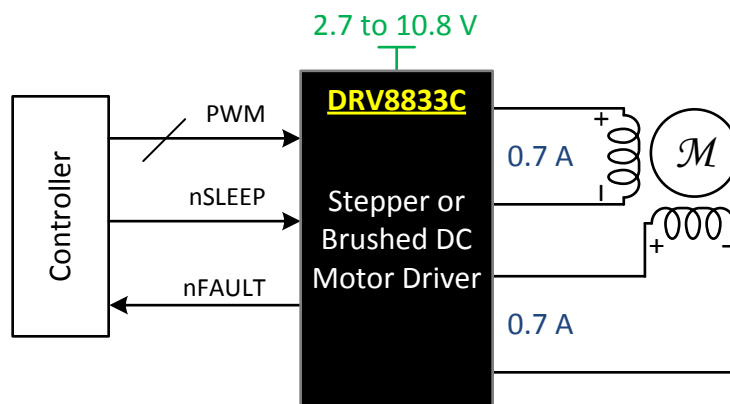 2.7 to 10.8 V
DRV8833C
Controller
PWM
nSLEEP
nFAULT
Stepper or
Brushed DC
Motor Driver
+
0.7 A
–
M
+
–
0.7 A